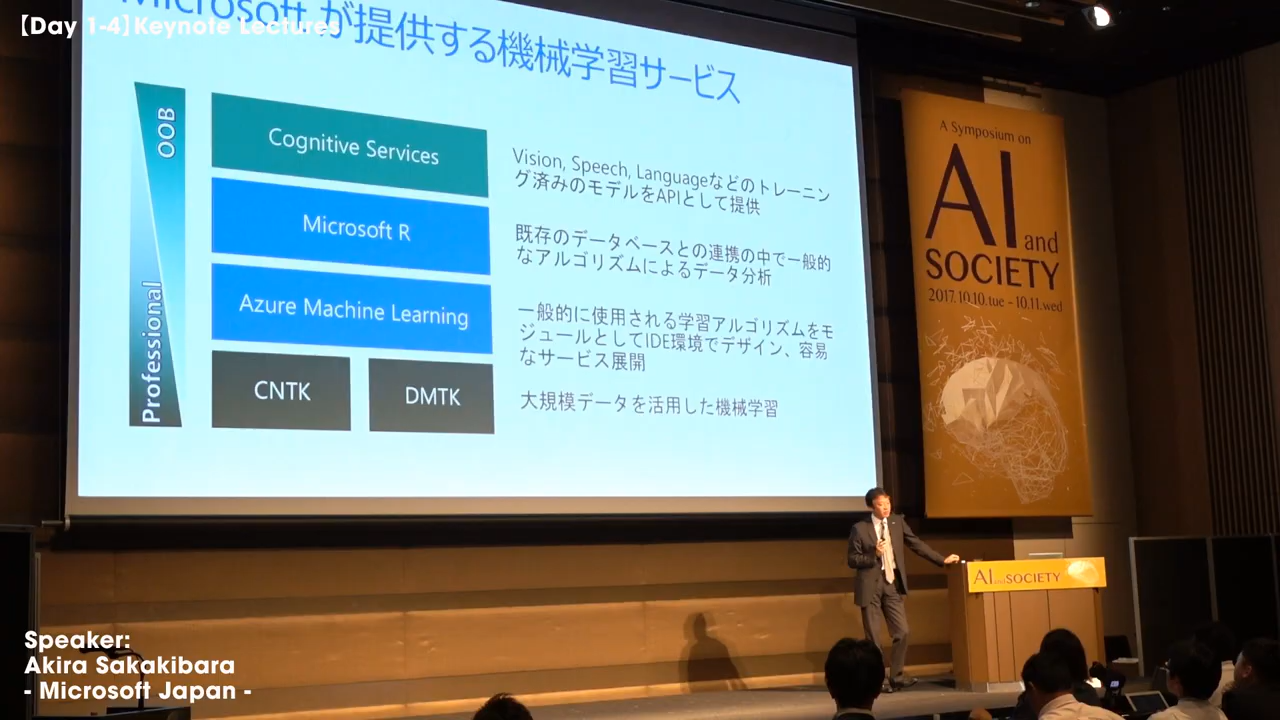 【Day 1-4】Keynote Lectures
Microsoft が提供する機械学習サービス
OOB
Professional
Cognitive Services
Vision, Speech, Languageなどのトレーニン
グ済みのモデルをAPIとして提供
Microsoft R
既存のデータベースとの連携の中で一般的
なアルゴリズムによるデータ分析
Azure Machine Learning
一般的に使用される学習アルゴリズムをモ
ジュールとしてIDE環境でデザイン、容易
なサービス展開
CNTK
DMTK
大規模データを活用した機械学習
A Symposium on
AI and
SOCIETY
2017.10.10.tue - 10.11.wed
AI and SOCIETY
Speaker:
Akira Sakakibara
- Microsoft Japan -